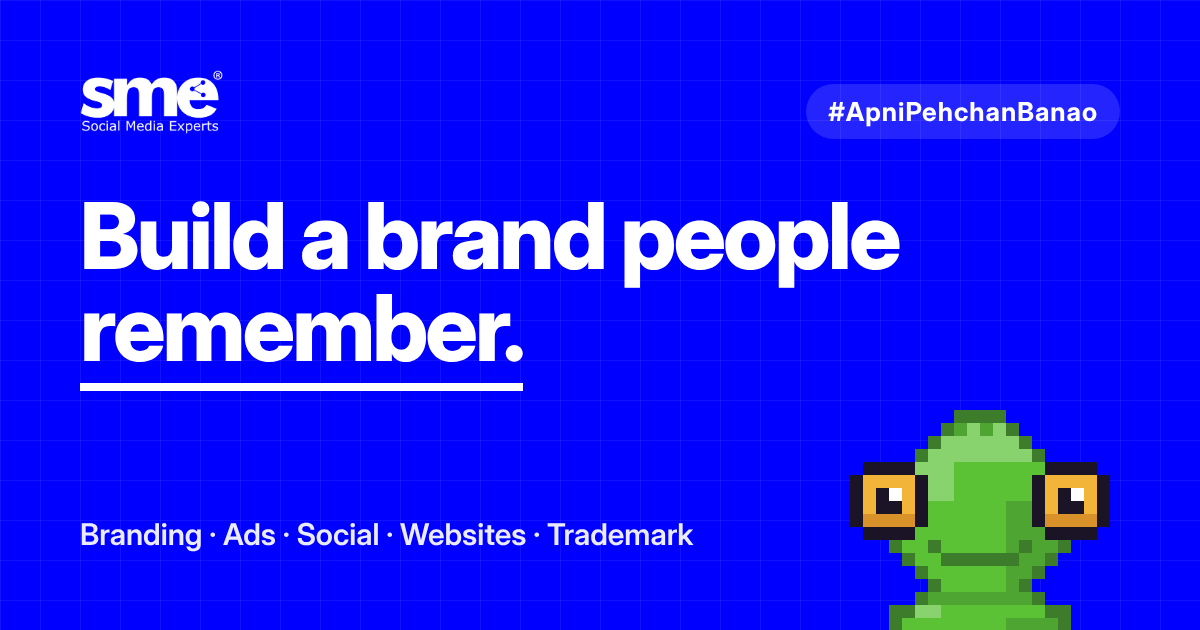 sme®
Social Media Experts
#ApniPehchanBanao
Build a brand people
remember.
Branding · Ads · Social · Websites · Trademark